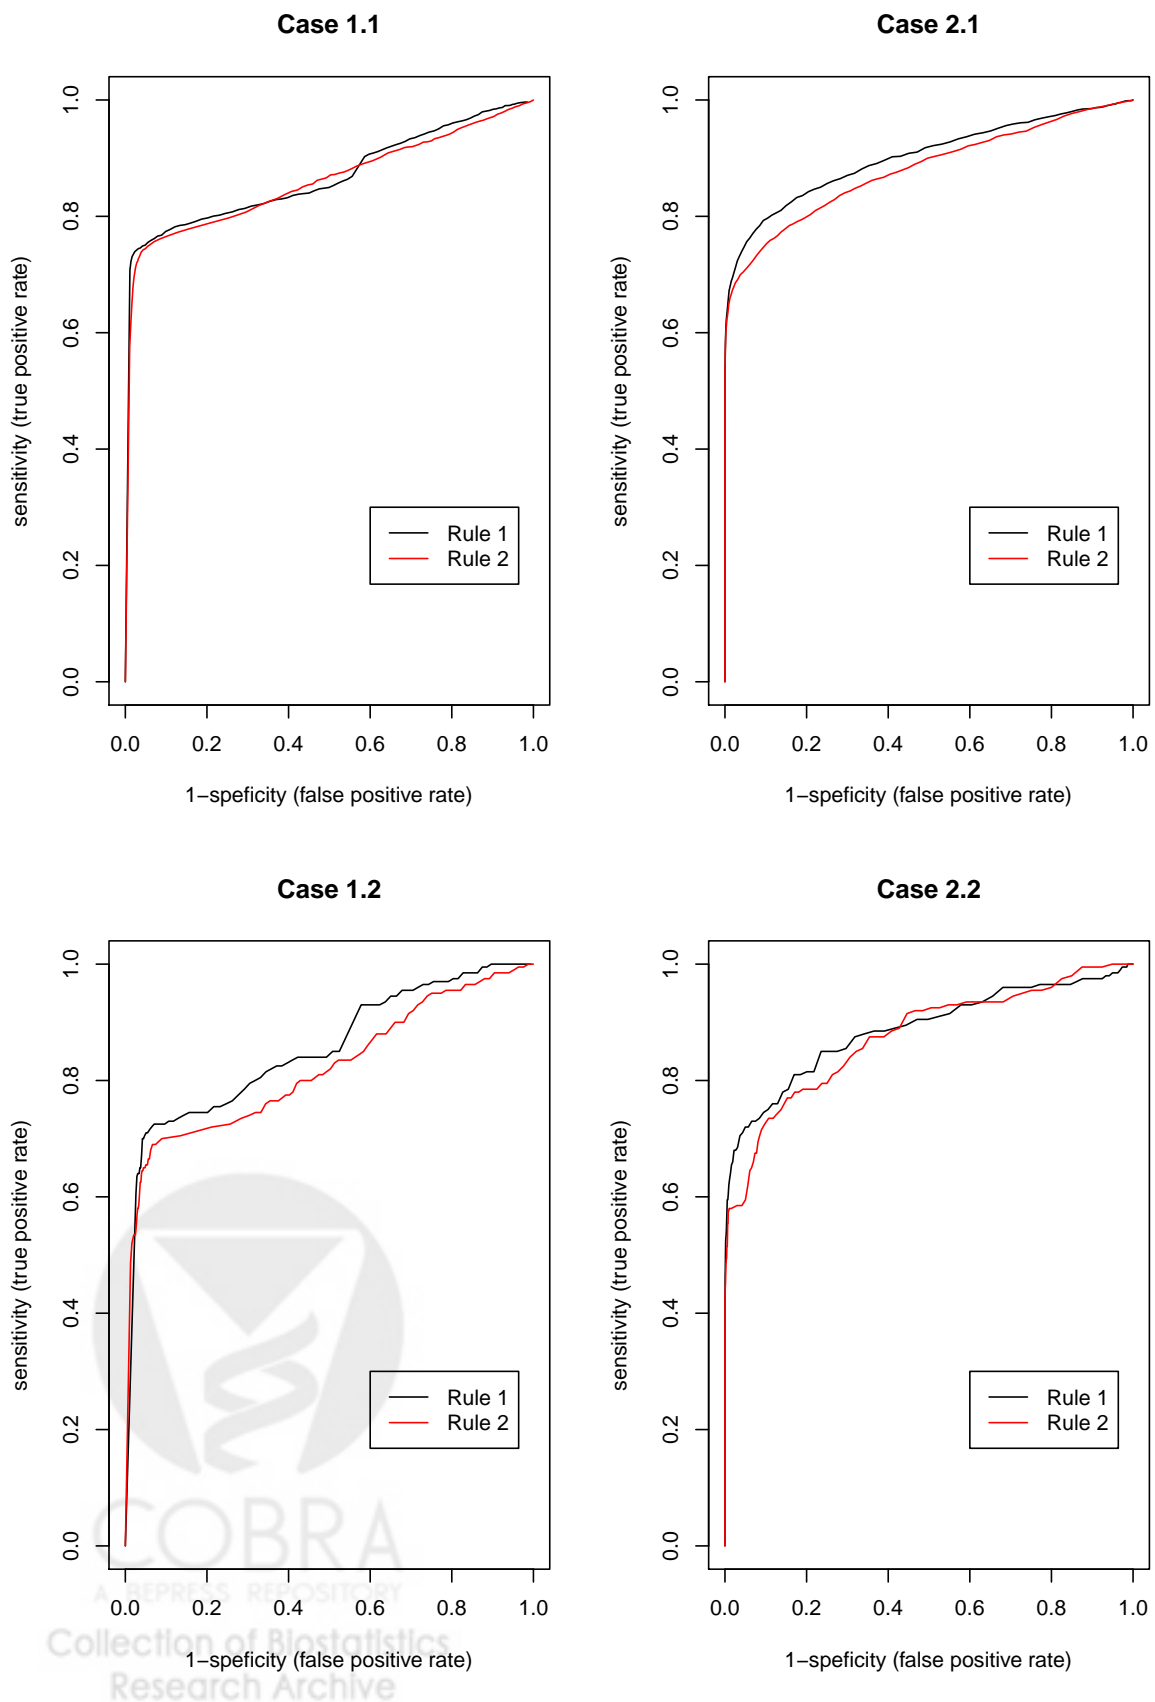 Case 1.1
sensitivity (true positive rate)
0.0 0.2 0.4 0.6 0.8 1.0
Rule 1
Rule 2
0.0 0.2 0.4 0.6 0.8 1.0
1−speficity (false positive rate)
Case 2.1
sensitivity (true positive rate)
0.0 0.2 0.4 0.6 0.8 1.0
Rule 1
Rule 2
0.0 0.2 0.4 0.6 0.8 1.0
1−speficity (false positive rate)
Case 1.2
sensitivity (true positive rate)
0.0 0.2 0.4 0.6 0.8 1.0
Rule 1
Rule 2
0.0 0.2 0.4 0.6 0.8 1.0
1−speficity (false positive rate)
COBRA
A BEPRESS REPOSITORY
Collection of Biostatistics
Research Archive
Case 2.2
sensitivity (true positive rate)
0.0 0.2 0.4 0.6 0.8 1.0
Rule 1
Rule 2
0.0 0.2 0.4 0.6 0.8 1.0
1−speficity (false positive rate)